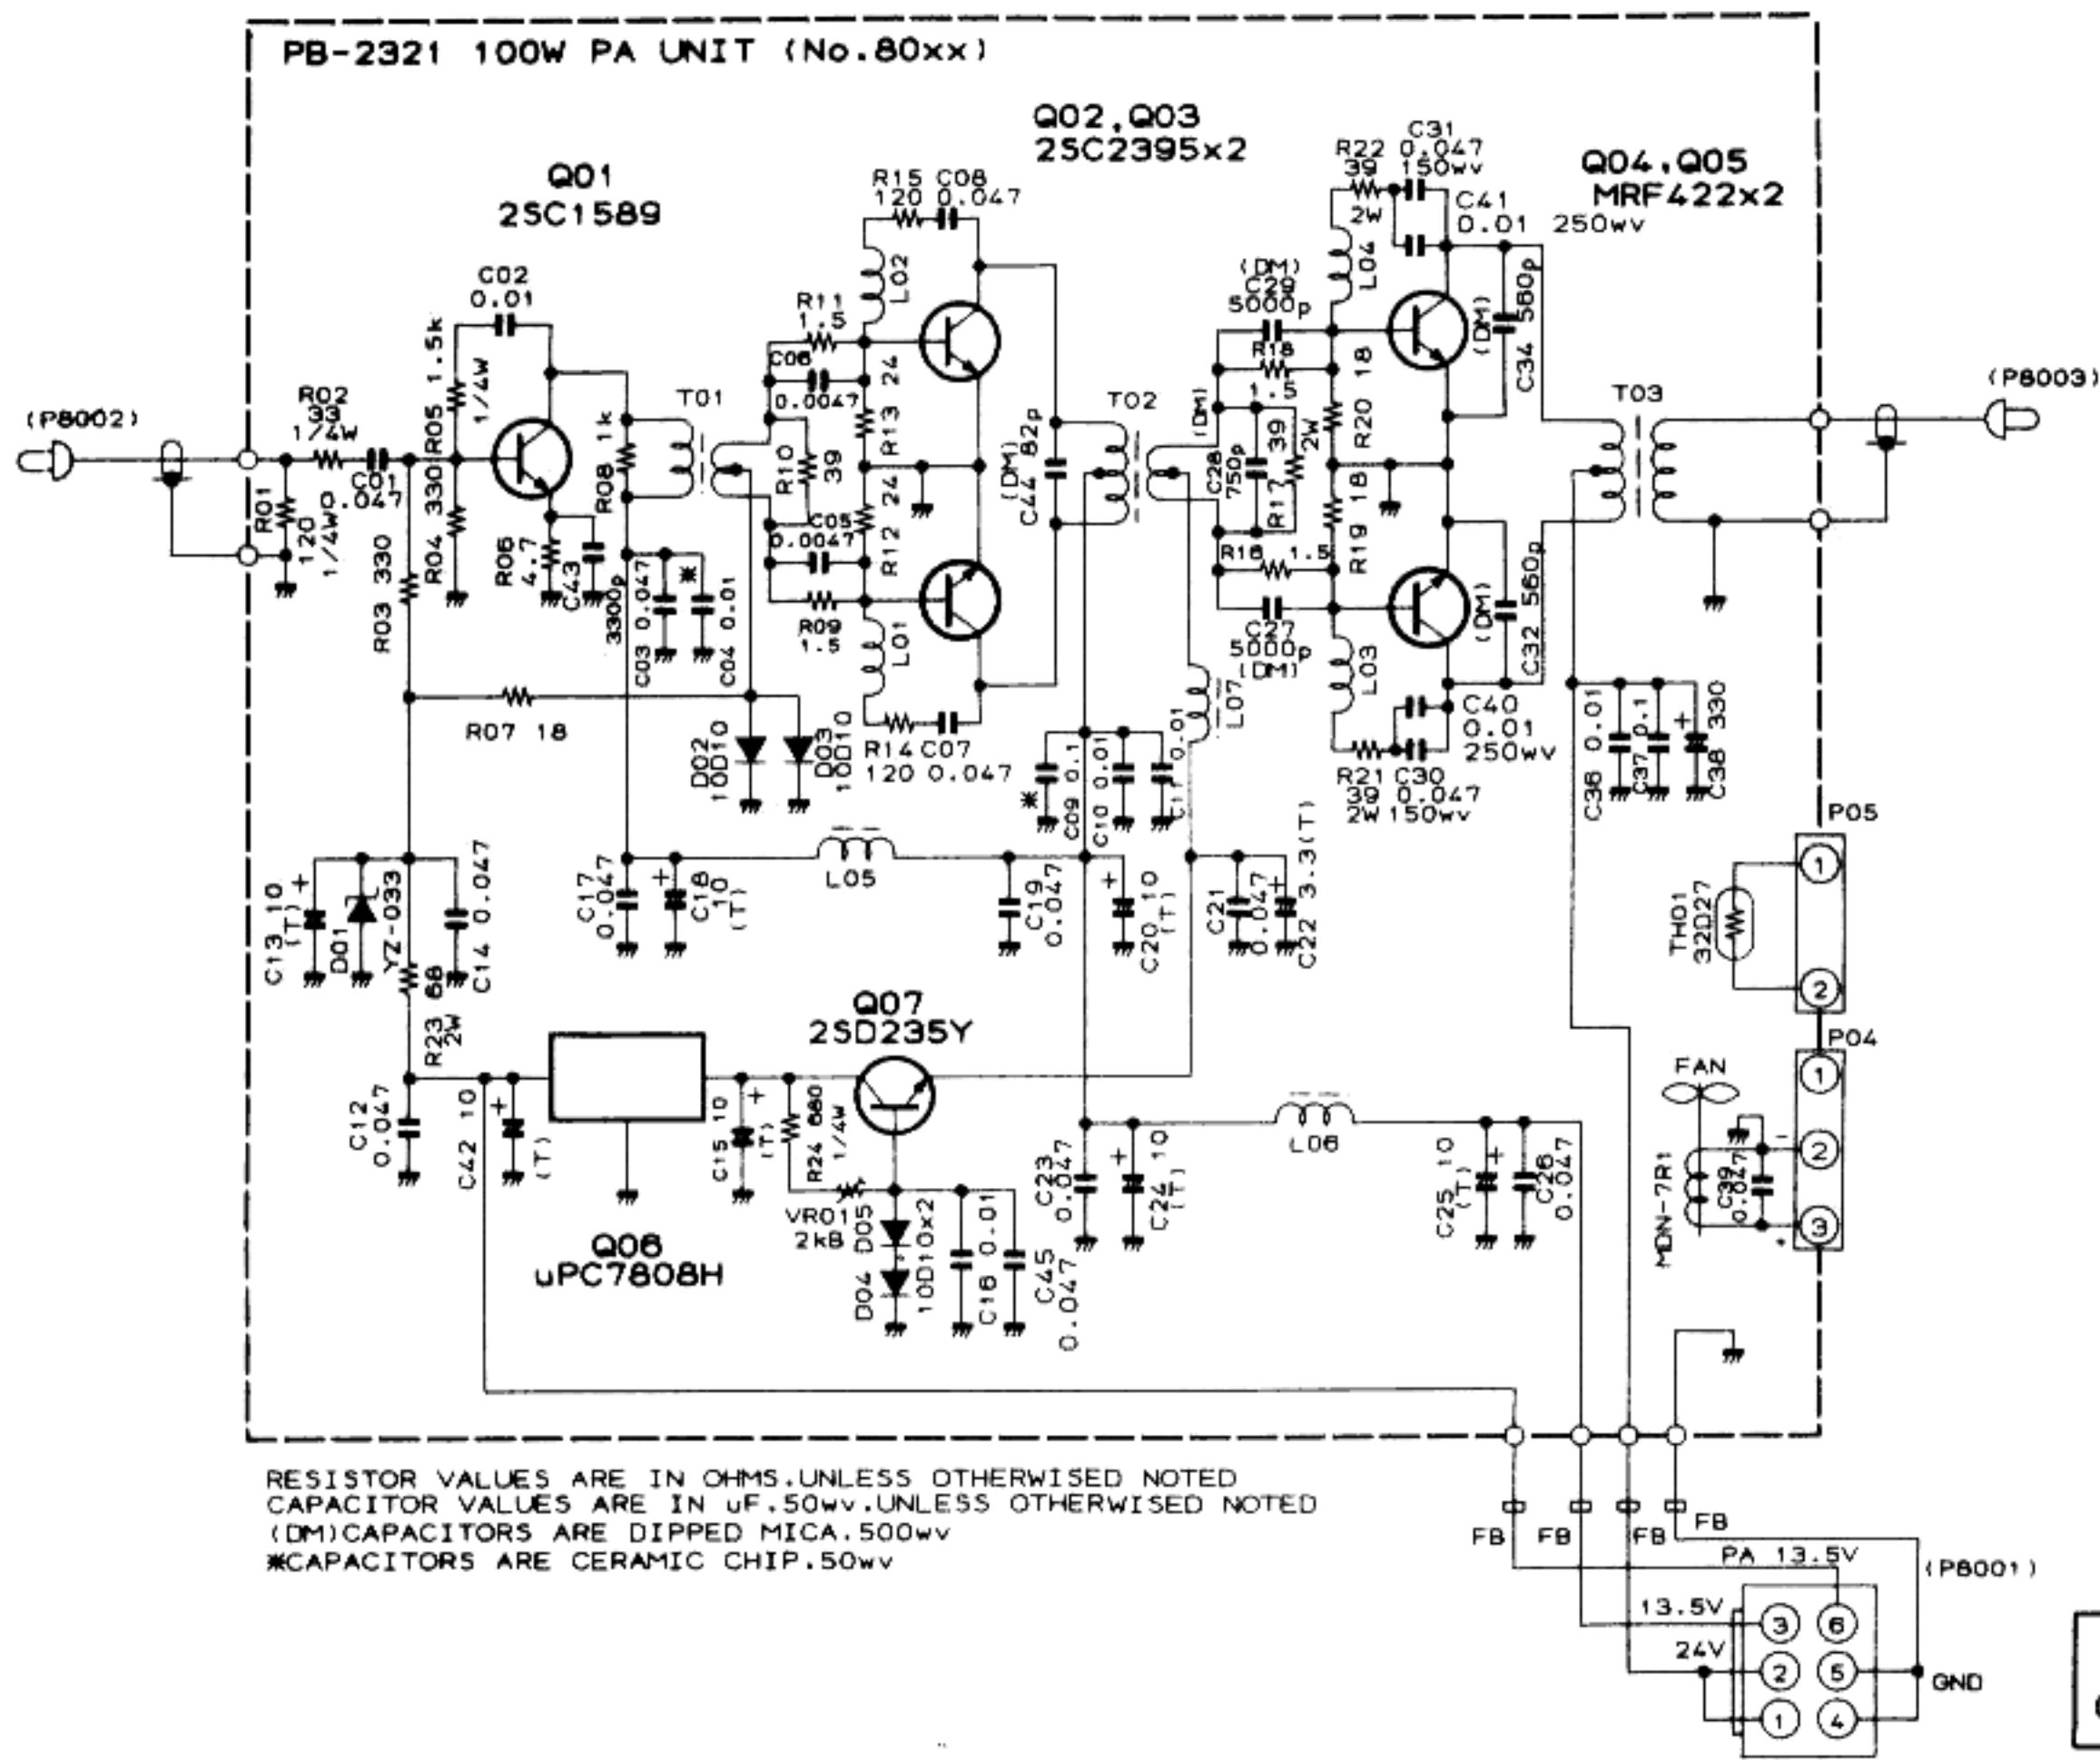 PB-2321 100W PA UNIT (No.80xx)
Q01
2SC1589
Q02,Q03
2SC2395x2
Q04,Q05
MRF422x2
(P8002)
R02
33
1/4W
C01
0.047
R01
120
1/4W
R03 330
R04 330
R05 1.5k
1/4W
C02
0.01
R06
4.7
C43
3300p
R08 1k
T01
C03 0.047
*
C04 0.01
R07 18
D02
10D10
D03
10D10
R11
1.5
C06
0.0047
R10
39
C05
0.0047
R09
1.5
R15 C08
120 0.047
L02
R13 24
R12 24
L01
R14 C07
120 0.047
(DM)
C44 82p
T02
*
C09 0.1
C10 0.01
C11 0.01
L07
(DM)
C29
5000p
R18
1.5
(DM)
C28
750p
R17 39
2W
R16 1.5
C27
5000p
(DM)
R22
39
2W
C31
0.047
150wv
C41
0.01 250wv
L04
R20 18
R19 18
L03
R21 C30
39 0.047
2W 150wv
C40
0.01
250wv
(DM)
C34 560p
(DM)
C32 560p
T03
(P8003)
C36 0.01
C37 0.1
C38 330
+
P05
1
2
TH01
32D27
P04
1
2
3
FAN
MDN-7R1
C39
0.047
-
+
C13 10
(T)
+
D01
YZ-033
C14 0.047
R23 68
2W
C12
0.047
C42 10
+
(T)
Q06
uPC7808H
C17
0.047
C18
10
(T)
+
L05
C19
0.047
C20 10
(T)
+
C21
0.047
C22 3.3(T)
+
Q07
2SD235Y
C15 10
(T)
+
R24 680
1/4W
VR01
2kB
D04 D05
10D10x2
C16 0.01
C45
0.047
C23
0.047
C24 10
(T)
+
L06
C25 10
(T)
+
C26
0.047
RESISTOR VALUES ARE IN OHMS.UNLESS OTHERWISED NOTED
CAPACITOR VALUES ARE IN uF.50wv.UNLESS OTHERWISED NOTED
(DM)CAPACITORS ARE DIPPED MICA.500wv
*CAPACITORS ARE CERAMIC CHIP.50wv
FB
FB
FB
FB
PA 13.5V
(P8001)
13.5V
24V
3 6
2 5
1 4
GND